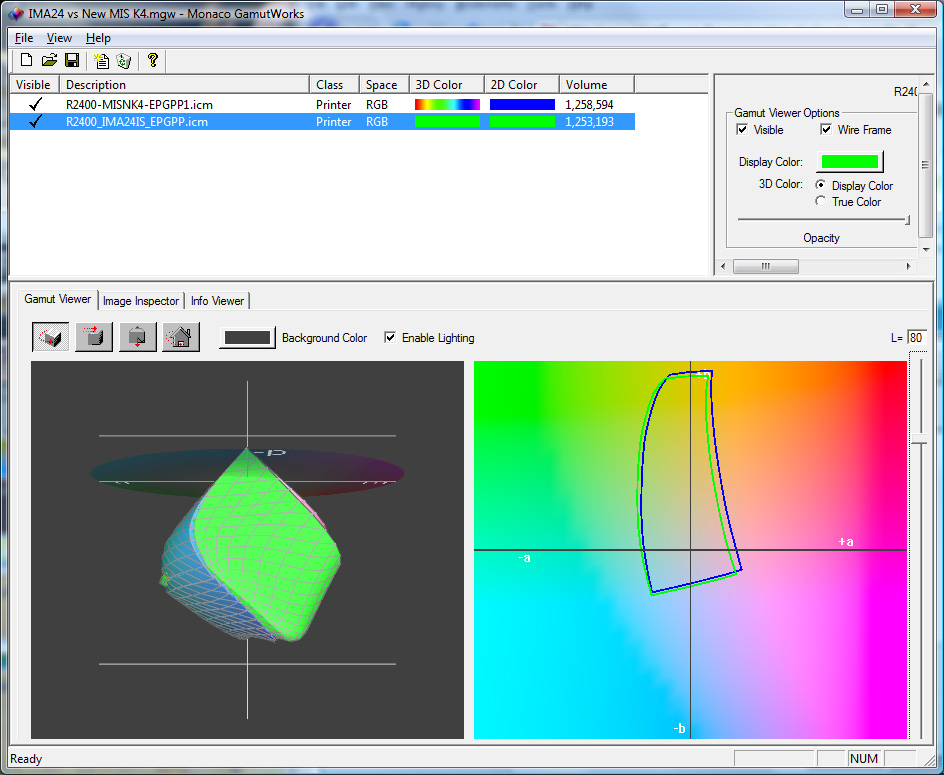 IMA24 vs New MIS K4.mgw - Monaco GamutWorks
File View Help
Visible Description Class Space 3D Color 2D Color Volume
R2400-MISNK4-EPGPP1.icm Printer RGB 1,258,594
R2400_IMA24IS_EPGPP.icm Printer RGB 1,253,193
R240
Gamut Viewer Options
Visible Wire Frame
Display Color:
3D Color: Display Color
True Color
Opacity
Gamut Viewer Image Inspector Info Viewer
Background Color Enable Lighting L= 80
+a
-a
-b
Ready NUM